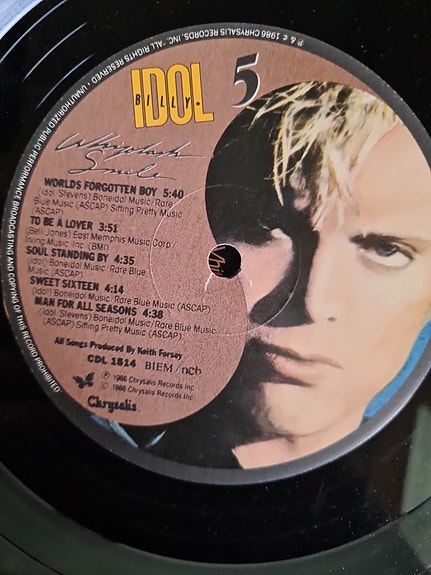 P & © 1986 CHRYSALIS RECORDS, INC. "ALL RIGHTS RESERVED - UNAUTHORIZED PUBLIC PERFORMANCE BROADCASTING AND COPYING OF THIS RECORD PROHIBITED
IDOL
BILLY
5
Whiplash
Smile
WORLDS FORGOTTEN BOY 5:40
(Idol/Stevens) Boneidol Music/Rare
Blue Music (ASCAP) Sitting Pretty Music
(ASCAP)
TO BE A LOVER 3:51
(Bell/Jones) East Memphis Music Corp/
Irving Music Inc (BMI)
SOUL STANDING BY 4:35
(Idol) Boneidol Music/Rare Blue
Music (ASCAP)
SWEET SIXTEEN 4:14
(Idol) Boneidol Music/Rare Blue Music (ASCAP)
MAN FOR ALL SEASONS 4:38
(Idol/Stevens) Boneidol Music/Rare Blue Music
(ASCAP) Sitting Pretty Music (ASCAP)
All Songs Produced By Keith Forsey
CDL 1514 BIEM/ncb
℗ 1986 Chrysalis Records Inc.
© 1986 Chrysalis Records Inc.
Chrysalis